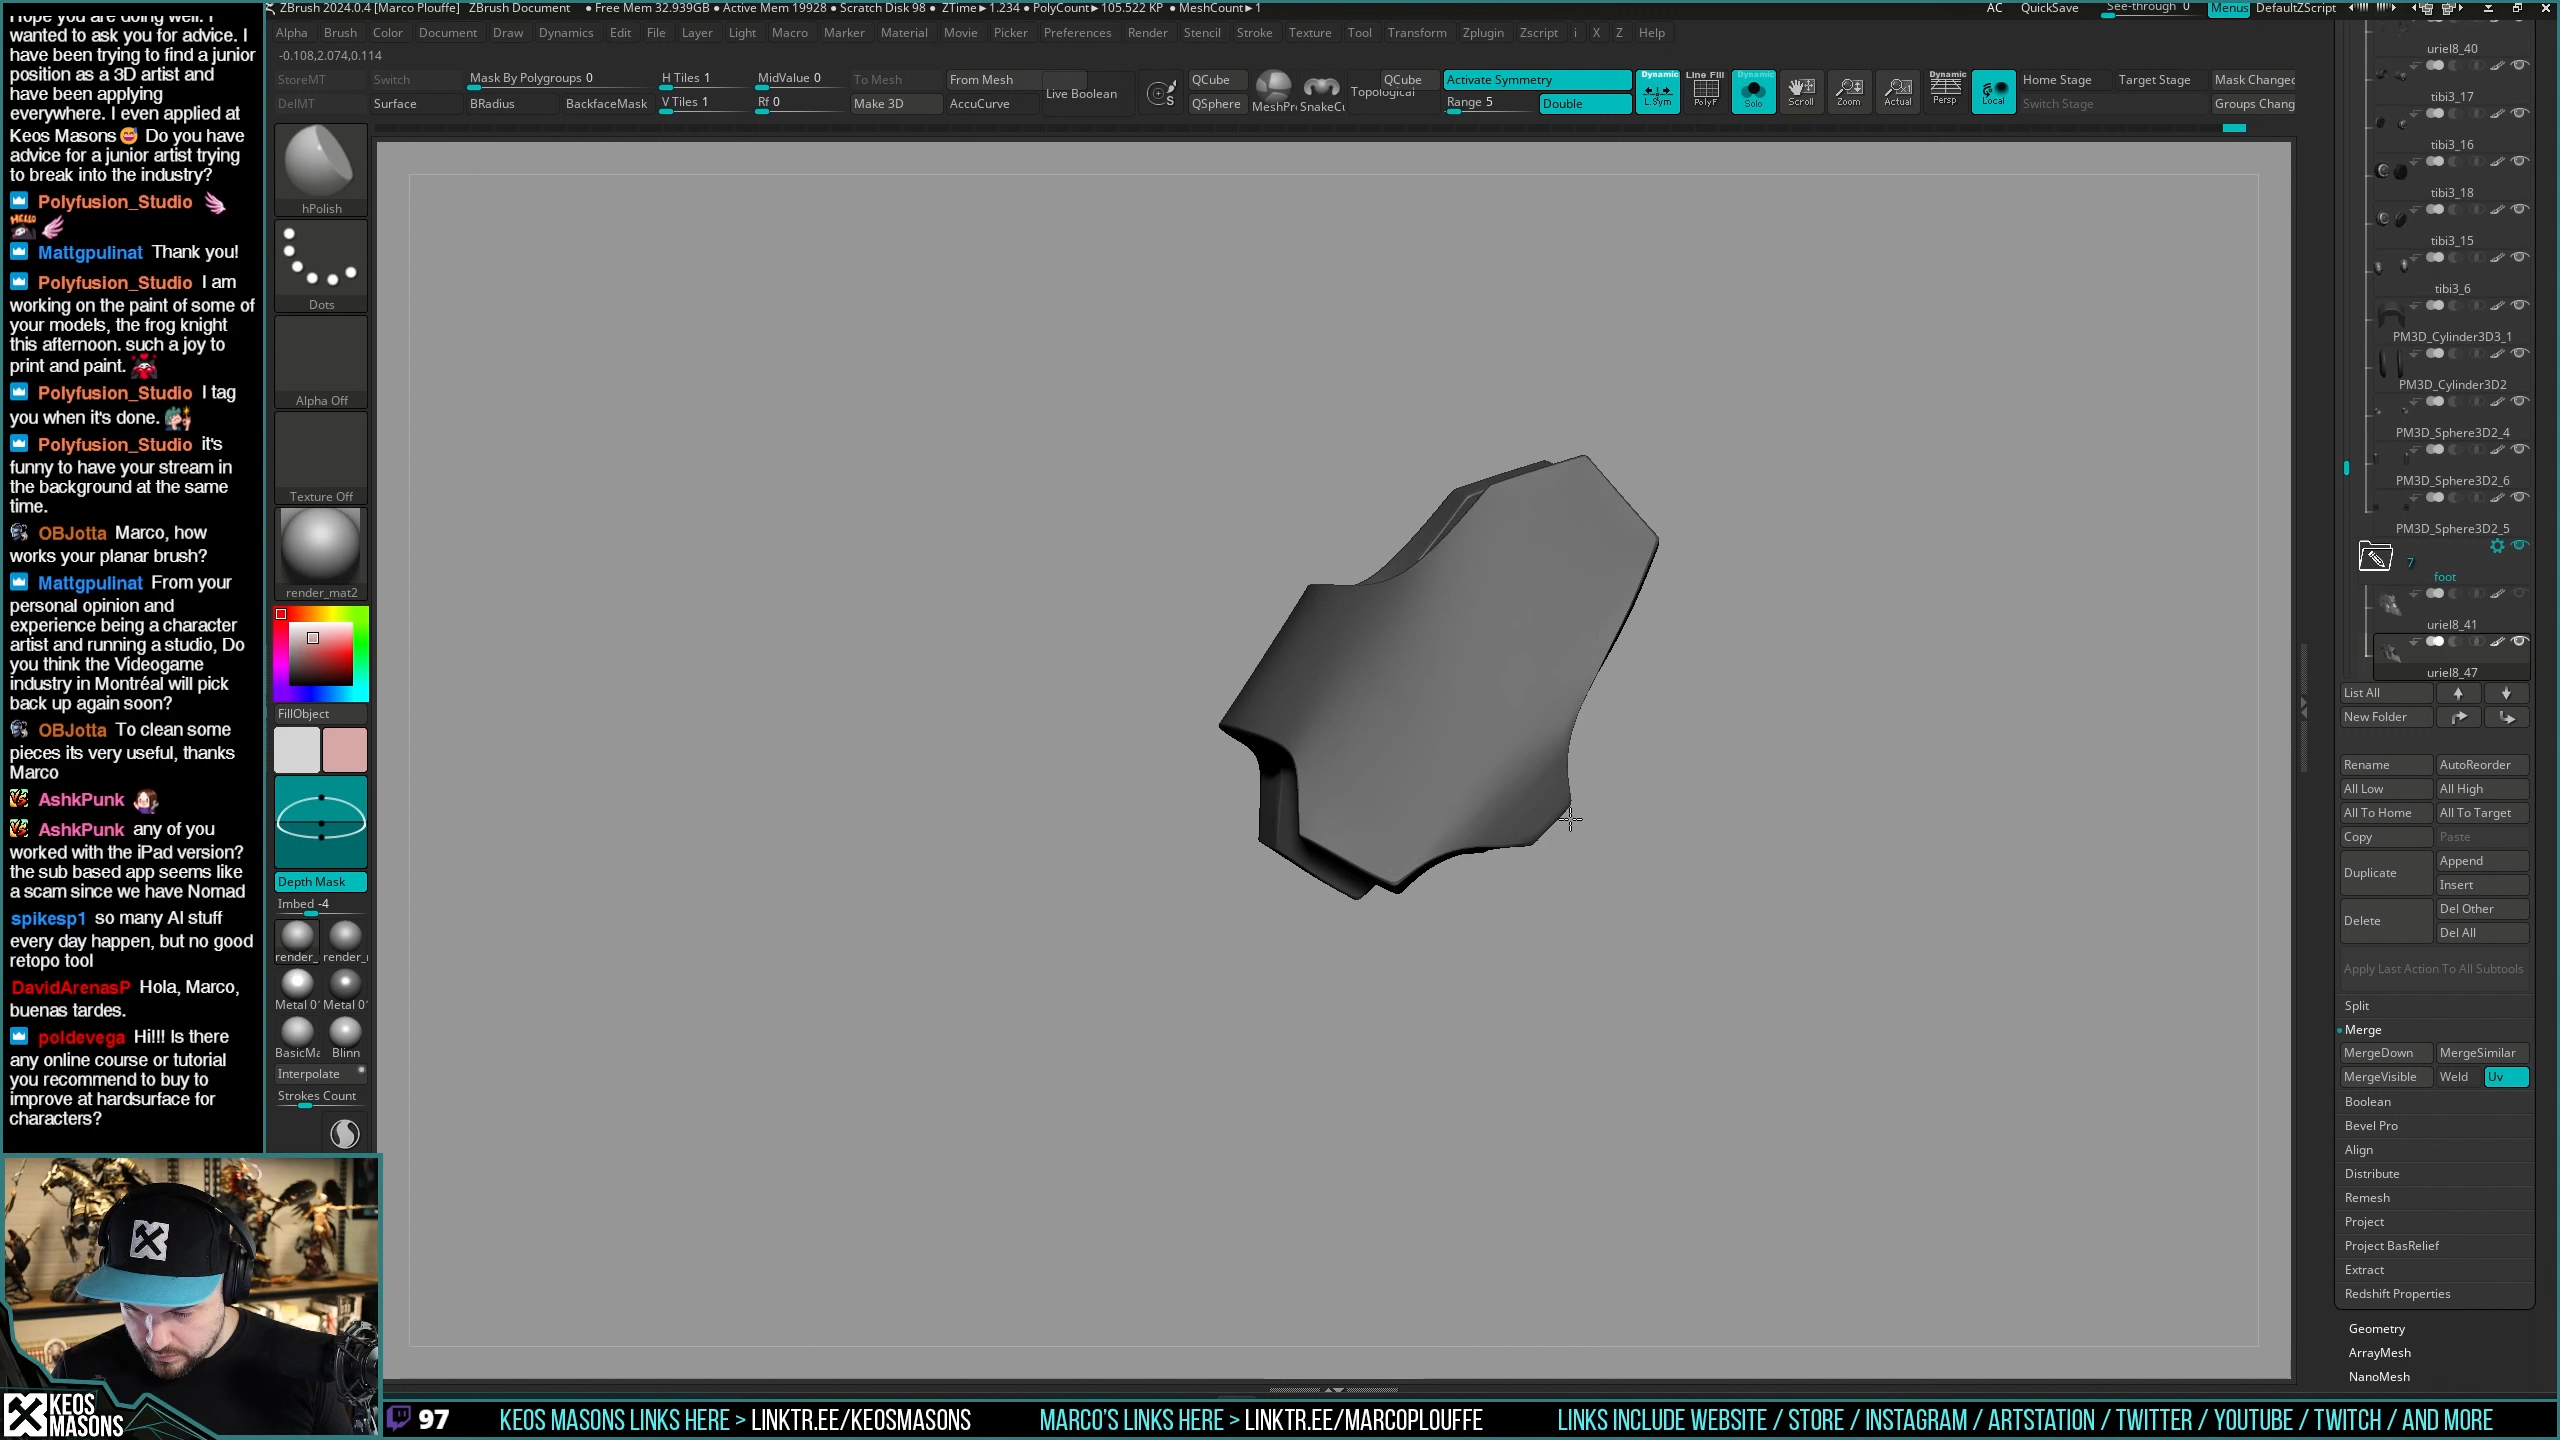 ZBrush 2024.0.4 [Marco Plouffe] ZBrush Document ● Free Mem 32.939GB ● Active Mem 19928 ● Scratch Disk 98 ● ZTime►1.234 ● PolyCount►105.522 KP ● MeshCount►1
AC QuickSave See-through 0 Menus DefaultZScript
Alpha Brush Color Document Draw Dynamics Edit File Layer Light Macro Marker Material Movie Picker Preferences Render Stencil Stroke Texture Tool Transform Zplugin Zscript i X Z Help
-0.108,2.074,0.114
StoreMT Switch Mask By Polygroups 0 H Tiles 1 MidValue 0 To Mesh From Mesh Live Boolean QCube QCube Activate Symmetry Home Stage Target Stage Mask Changed
DelMT Surface BRadius BackfaceMask V Tiles 1 Rf 0 Make 3D AccuCurve QSphere MeshPr SnakeCu Topological Range 5 Double Switch Stage Groups Chang
Dynamic L.Sym
Line Fill PolyF
Dynamic Solo
Scroll
Zoom
Actual
Dynamic Persp
Local
Hope you are doing well. I
wanted to ask you for advice. I
have been trying to find a junior
position as a 3D artist and
have been applying
everywhere. I even applied at
Keos Masons 😅 Do you have
advice for a junior artist trying
to break into the industry?
Polyfusion_Studio
HELLO
Mattgpulinat Thank you!
Polyfusion_Studio I am
working on the paint of some of
your models, the frog knight
this afternoon. such a joy to
print and paint.
Polyfusion_Studio I tag
you when it's done.
Polyfusion_Studio it's
funny to have your stream in
the background at the same
time.
OBJotta Marco, how
works your planar brush?
Mattgpulinat From your
personal opinion and
experience being a character
artist and running a studio, Do
you think the Videogame
industry in Montréal will pick
back up again soon?
OBJotta To clean some
pieces its very useful, thanks
Marco
AshkPunk
AshkPunk any of you
worked with the iPad version?
the sub based app seems like
a scam since we have Nomad
spikesp1 so many AI stuff
every day happen, but no good
retopo tool
DavidArenasP Hola, Marco,
buenas tardes.
poldevega Hi!!! Is there
any online course or tutorial
you recommend to buy to
improve at hardsurface for
characters?
hPolish
Dots
Alpha Off
Texture Off
render_mat2
FillObject
Depth Mask
Imbed -4
render_ render_r
Metal 0' Metal 0'
BasicMa Blinn
Interpolate
Strokes Count
uriel8_40
tibi3_17
tibi3_16
tibi3_18
tibi3_15
tibi3_6
PM3D_Cylinder3D3_1
PM3D_Cylinder3D2
PM3D_Sphere3D2_4
PM3D_Sphere3D2_6
PM3D_Sphere3D2_5
7
foot
uriel8_41
uriel8_47
List All
New Folder
Rename AutoReorder
All Low All High
All To Home All To Target
Copy Paste
Duplicate Append
Insert
Delete Del Other
Del All
Apply Last Action To All Subtools
Split
Merge
MergeDown MergeSimilar
MergeVisible Weld Uv
Boolean
Bevel Pro
Align
Distribute
Remesh
Project
Project BasRelief
Extract
Redshift Properties
Geometry
ArrayMesh
NanoMesh
KEOS
MASONS
97 KEOS MASONS LINKS HERE > LINKTR.EE/KEOSMASONS MARCO'S LINKS HERE > LINKTR.EE/MARCOPLOUFFE LINKS INCLUDE WEBSITE / STORE / INSTAGRAM / ARTSTATION / TWITTER / YOUTUBE / TWITCH / AND MORE